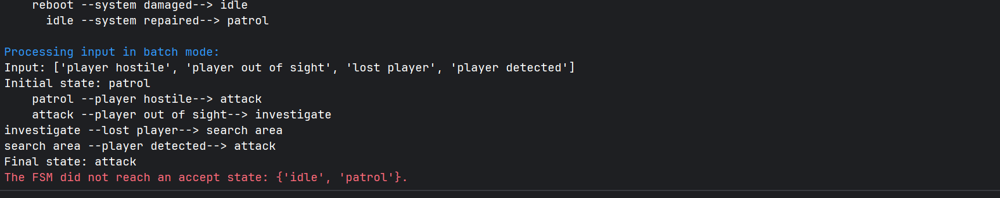 reboot --system damaged--> idle
idle --system repaired--> patrol
Processing input in batch mode:
Input: ['player hostile', 'player out of sight', 'lost player', 'player detected']
Initial state: patrol
patrol --player hostile--> attack
attack --player out of sight--> investigate
investigate --lost player--> search area
search area --player detected--> attack
Final state: attack
The FSM did not reach an accept state: {'idle', 'patrol'}.